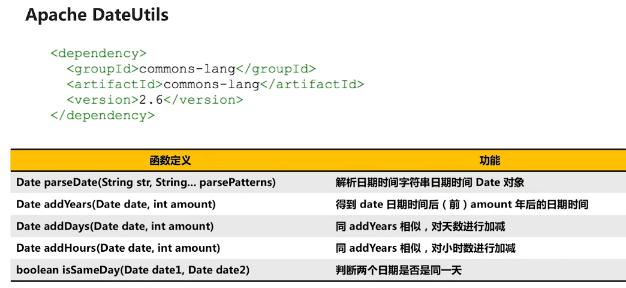 Apache DateUtils
<dependency>
<groupId>commons-lang</groupId>
<artifactId>commons-lang</artifactId>
<version>2.6</version>
</dependency>
函数定义 功能
Date parseDate(String str, String... parsePatterns) 解析日期时间字符串日期时间 Date 对象
Date addYears(Date date, int amount) 得到 date 日期时间后（前）amount 年后的日期时间
Date addDays(Date date, int amount) 同 addYears 相似，对天数进行加减
Date addHours(Date date, int amount) 同 addYears 相似，对小时数进行加减
boolean isSameDay(Date date1, Date date2) 判断两个日期是否是同一天